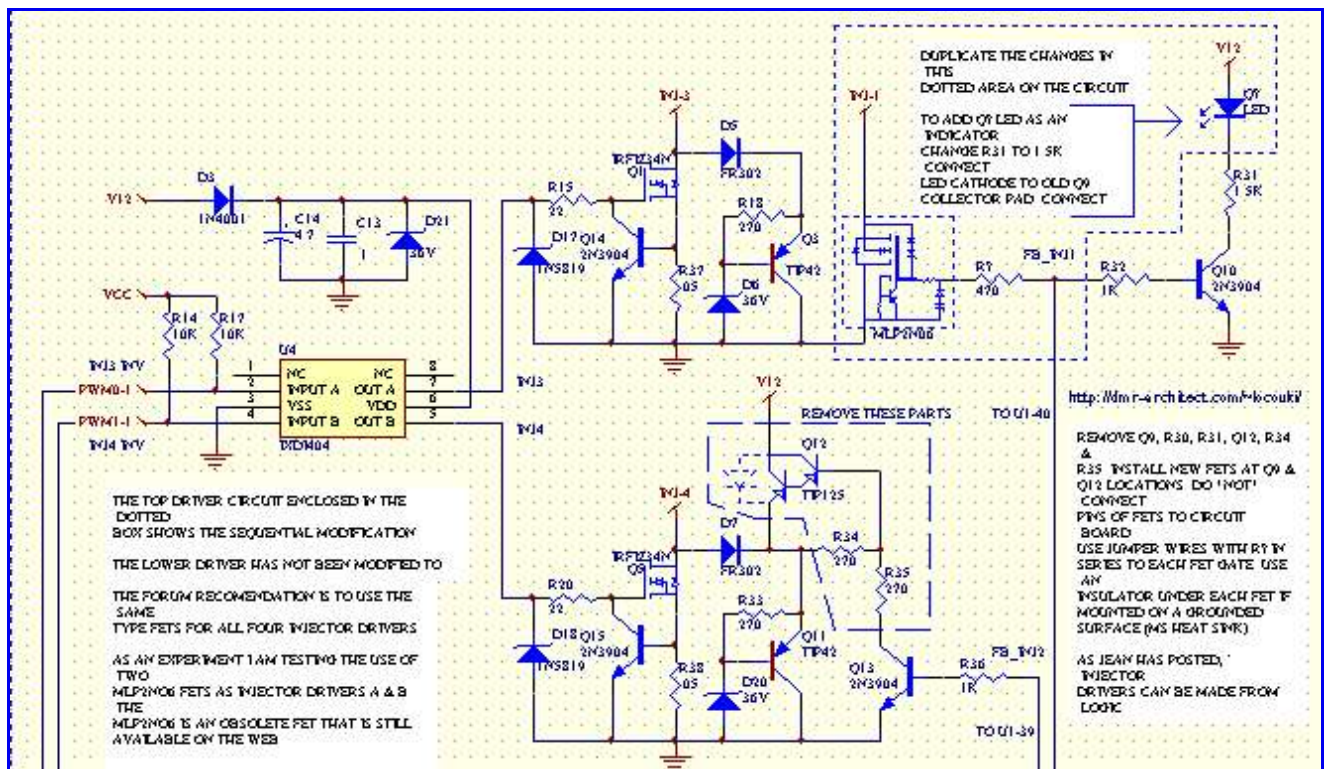 DUPLICATE THE CHANGES IN
THIS
DOTTED AREA ON THE CIRCUIT
TO ADD Q9 LED AS AN
INDICATOR
CHANGE R31 TO 1.5K
CONNECT
LED CATHODE TO OLD Q9
COLLECTOR PAD. CONNECT
V12
Q9
LED
R31
1.5K
INJ-3
INJ-1
D5
FR302
IRFIZ34N
Q1
R15
22
R18
270
Q3
TIP42
D6
36V
D17
1N5819
Q14
2N3904
R37
.05
D3
1N4001
V12
C14
4.7
C13
.1
D21
36V
MLP2N06
R?
470
FB_INJ1
R32
1K
Q10
2N3904
VCC
R14
10K
R17
10K
U4
INJ3 INV
PWM0-1
PWM1-1
INJ4 INV
1 NC NC 8
2 INPUT A OUT A 7
3 VSS VDD 6
4 INPUT B OUT B 5
IXDI404
INJ3
INJ4
V12
REMOVE THESE PARTS
TO U1-40
http://dmr-architect.com/~locouki/
Q12
TIP125
INJ-4
D7
FR302
R34
270
R35
270
IRFIZ34N
R20
22
R33
270
Q11
TIP42
D20
36V
D18
1N5819
Q15
2N3904
R38
.05
Q13
2N3904
R36
1K
FB_INJ2
TO U1-39
THE TOP DRIVER CIRCUIT ENCLOSED IN THE
DOTTED
BOX SHOWS THE SEQUENTIAL MODIFICATION
THE LOWER DRIVER HAS NOT BEEN MODIFIED TO
THE FORUM RECOMENDATION IS TO USE THE
SAME
TYPE FETS FOR ALL FOUR INJECTOR DRIVERS
AS AN EXPERIMENT I AM TESTING THE USE OF
TWO
MLP2N06 FETS AS INJECTOR DRIVERS A & B
THE
MLP2N06 IS AN OBSOLETE FET THAT IS STILL
AVAILABLE ON THE WEB
REMOVE Q9, R30, R31, Q12, R34
&
R35. INSTALL NEW FETS AT Q9 &
Q12 LOCATIONS. DO 'NOT'
CONNECT
PINS OF FETS TO CIRCUIT
BOARD
USE JUMPER WIRES WITH R? IN
SERIES TO EACH FET GATE. USE
AN
INSULATOR UNDER EACH FET IF
MOUNTED ON A GROUNDED
SURFACE (MS HEAT SINK)
AS JEAN HAS POSTED,
INJECTOR
DRIVERS CAN BE MADE FROM
LOGIC